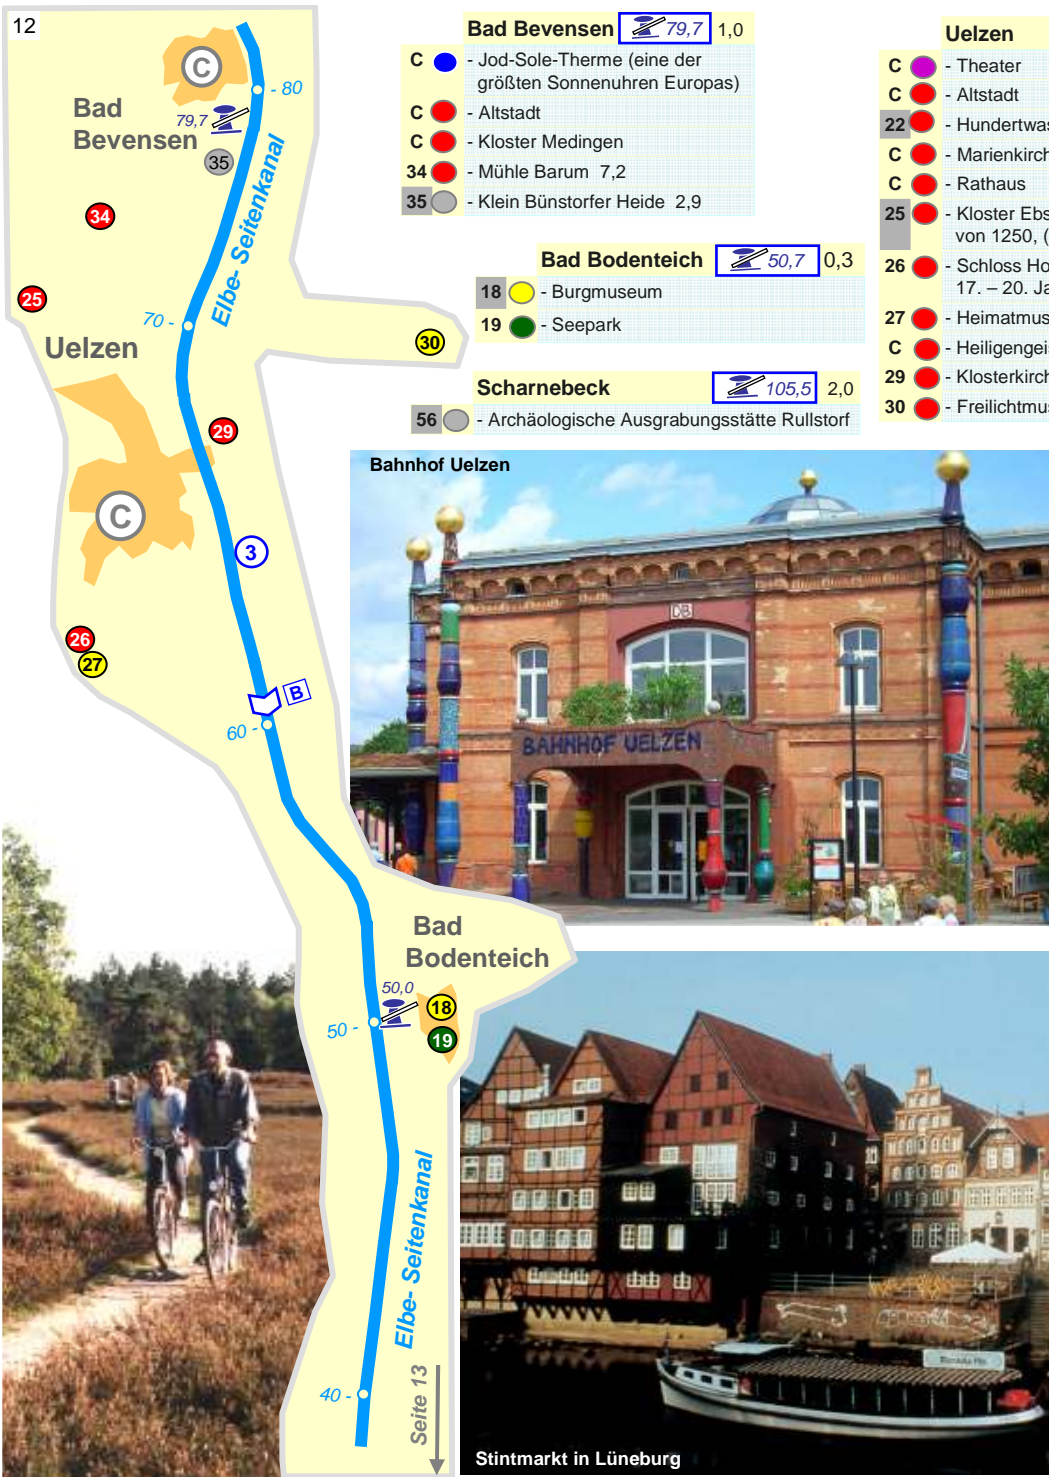 12
Bad Bevensen 79,7 1,0
C - Jod-Sole-Therme (eine der
größten Sonnenuhren Europas)
C - Altstadt
C - Kloster Medingen
34 - Mühle Barum 7,2
35 - Klein Bünstorfer Heide 2,9
Bad Bodenteich 50,7 0,3
18 - Burgmuseum
19 - Seepark
Scharnebeck 105,5 2,0
56 - Archäologische Ausgrabungsstätte Rullstorf
Uelzen
C - Theater
C - Altstadt
22 - Hundertwas
C - Marienkirch
C - Rathaus
25 - Kloster Ebs
von 1250, (
26 - Schloss Ho
17. – 20. Ja
27 - Heimatmus
C - Heiligengeis
29 - Klosterkirch
30 - Freilichtmus
C
- 80
Bad
Bevensen
79,7
35
Elbe- Seitenkanal
34
25
70 -
Uelzen
30
29
C
3
26
27
B
60 -
Bad
Bodenteich
50,0
18
50 -
19
Elbe- Seitenkanal
40 -
Seite 13
Bahnhof Uelzen
DB
BAHNHOF UELZEN
Stintmarkt in Lüneburg